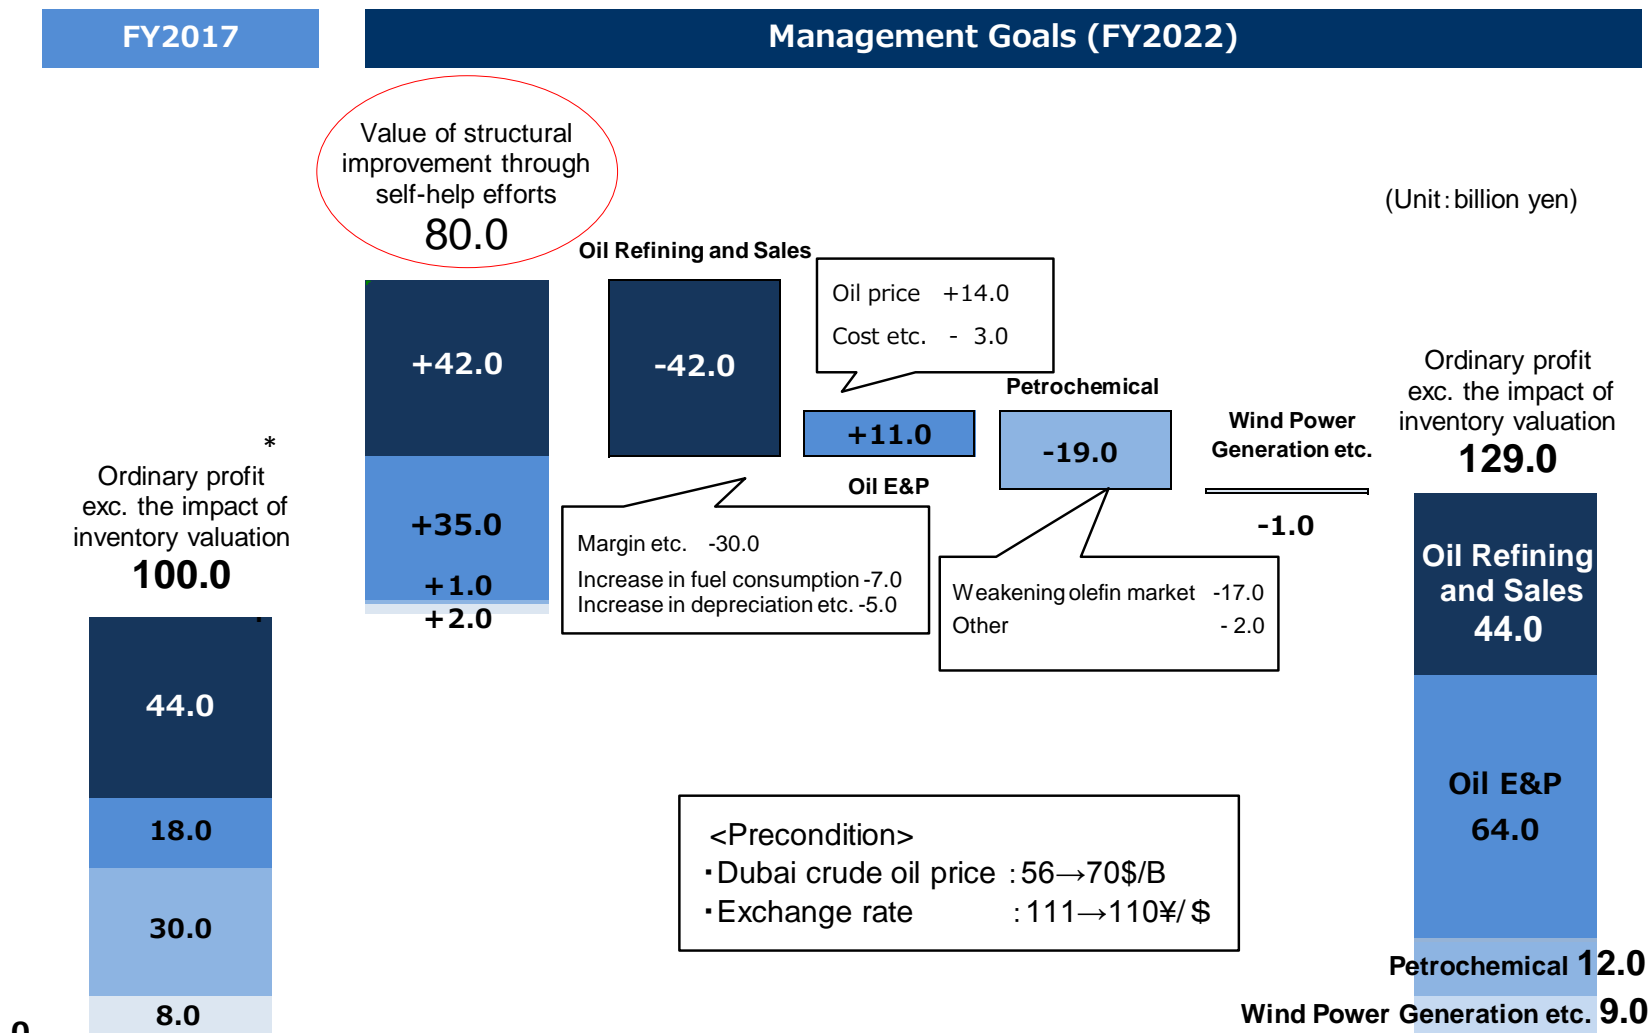 FY2017
Management Goals (FY2022)
Value of structural
improvement through
self-help efforts
80.0
(Unit：billion yen)
Oil Refining and Sales
Oil price +14.0
Cost etc. - 3.0
+42.0
-42.0
Petrochemical
+11.0
-19.0
Oil E&P
Wind Power
Generation etc.
-1.0
Ordinary profit
exc. the impact of
inventory valuation
129.0
*
Ordinary profit
exc. the impact of
inventory valuation
100.0
+35.0
+1.0
+2.0
Margin etc. -30.0
Increase in fuel consumption -7.0
Increase in depreciation etc. -5.0
Weakening olefin market -17.0
Other - 2.0
Oil Refining
and Sales
44.0
44.0
18.0
30.0
8.0
0
<Precondition>
・Dubai crude oil price：56→70$/B
・Exchange rate：111→110¥/＄
Oil E&P
64.0
Petrochemical 12.0
Wind Power Generation etc. 9.0